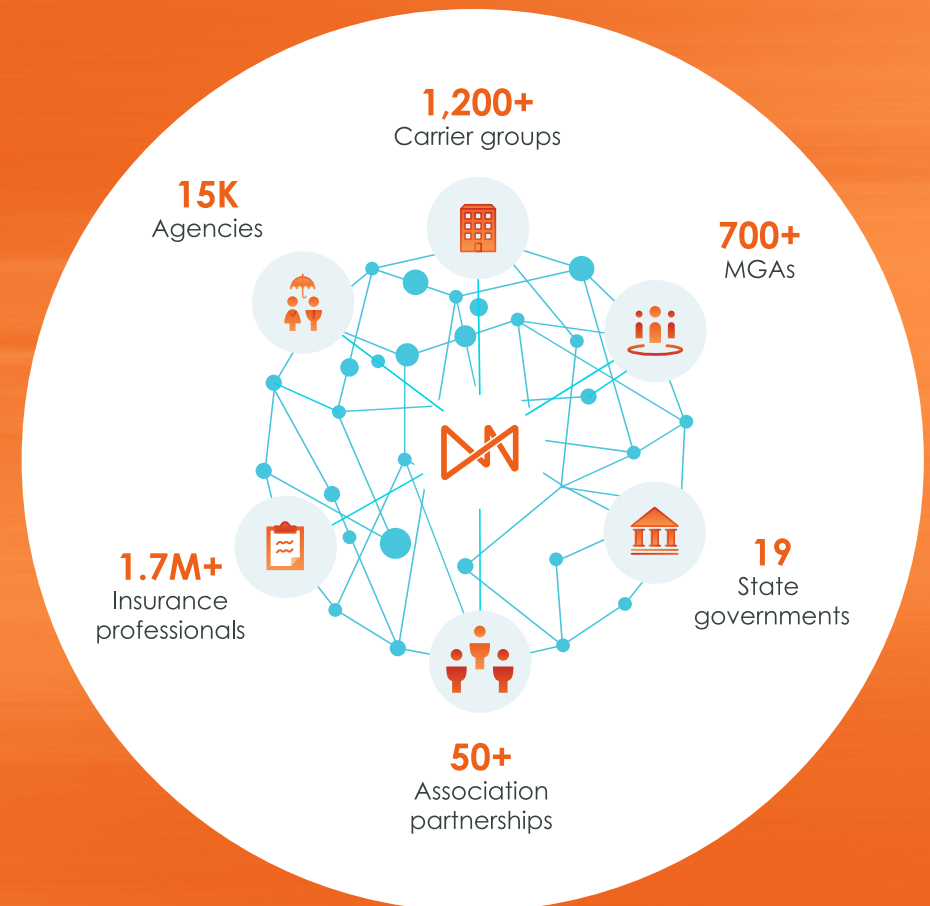 1,200+
Carrier groups
15K
Agencies
700+
MGAs
1.7M+
Insurance
professionals
19
State
governments
50+
Association
partnerships